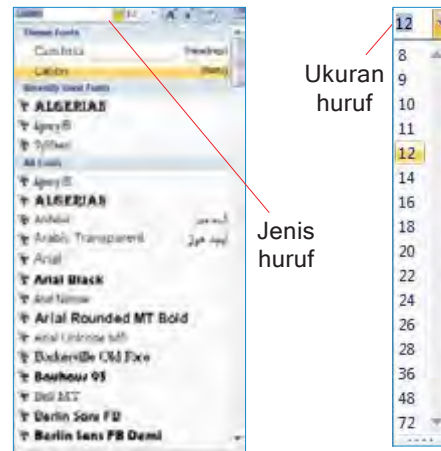 Theme Fonts
Cambria (Headings)
Calibri (Body)
Recently Used Fonts
ALGERIAN
Agency FB
All Fonts
Agency FB
ALGERIAN
Arabic Transparent
Arial
Arial Black
Arial Narrow
Arial Rounded MT Bold
Arial Unicode MS
Baskerville Old Face
Bauhaus 93
Bell MT
Berlin Sans FB
Berlin Sans FB Demi
Jenis
huruf
Ukuran
huruf
12
8
9
10
11
12
14
16
18
20
22
24
26
28
36
48
72